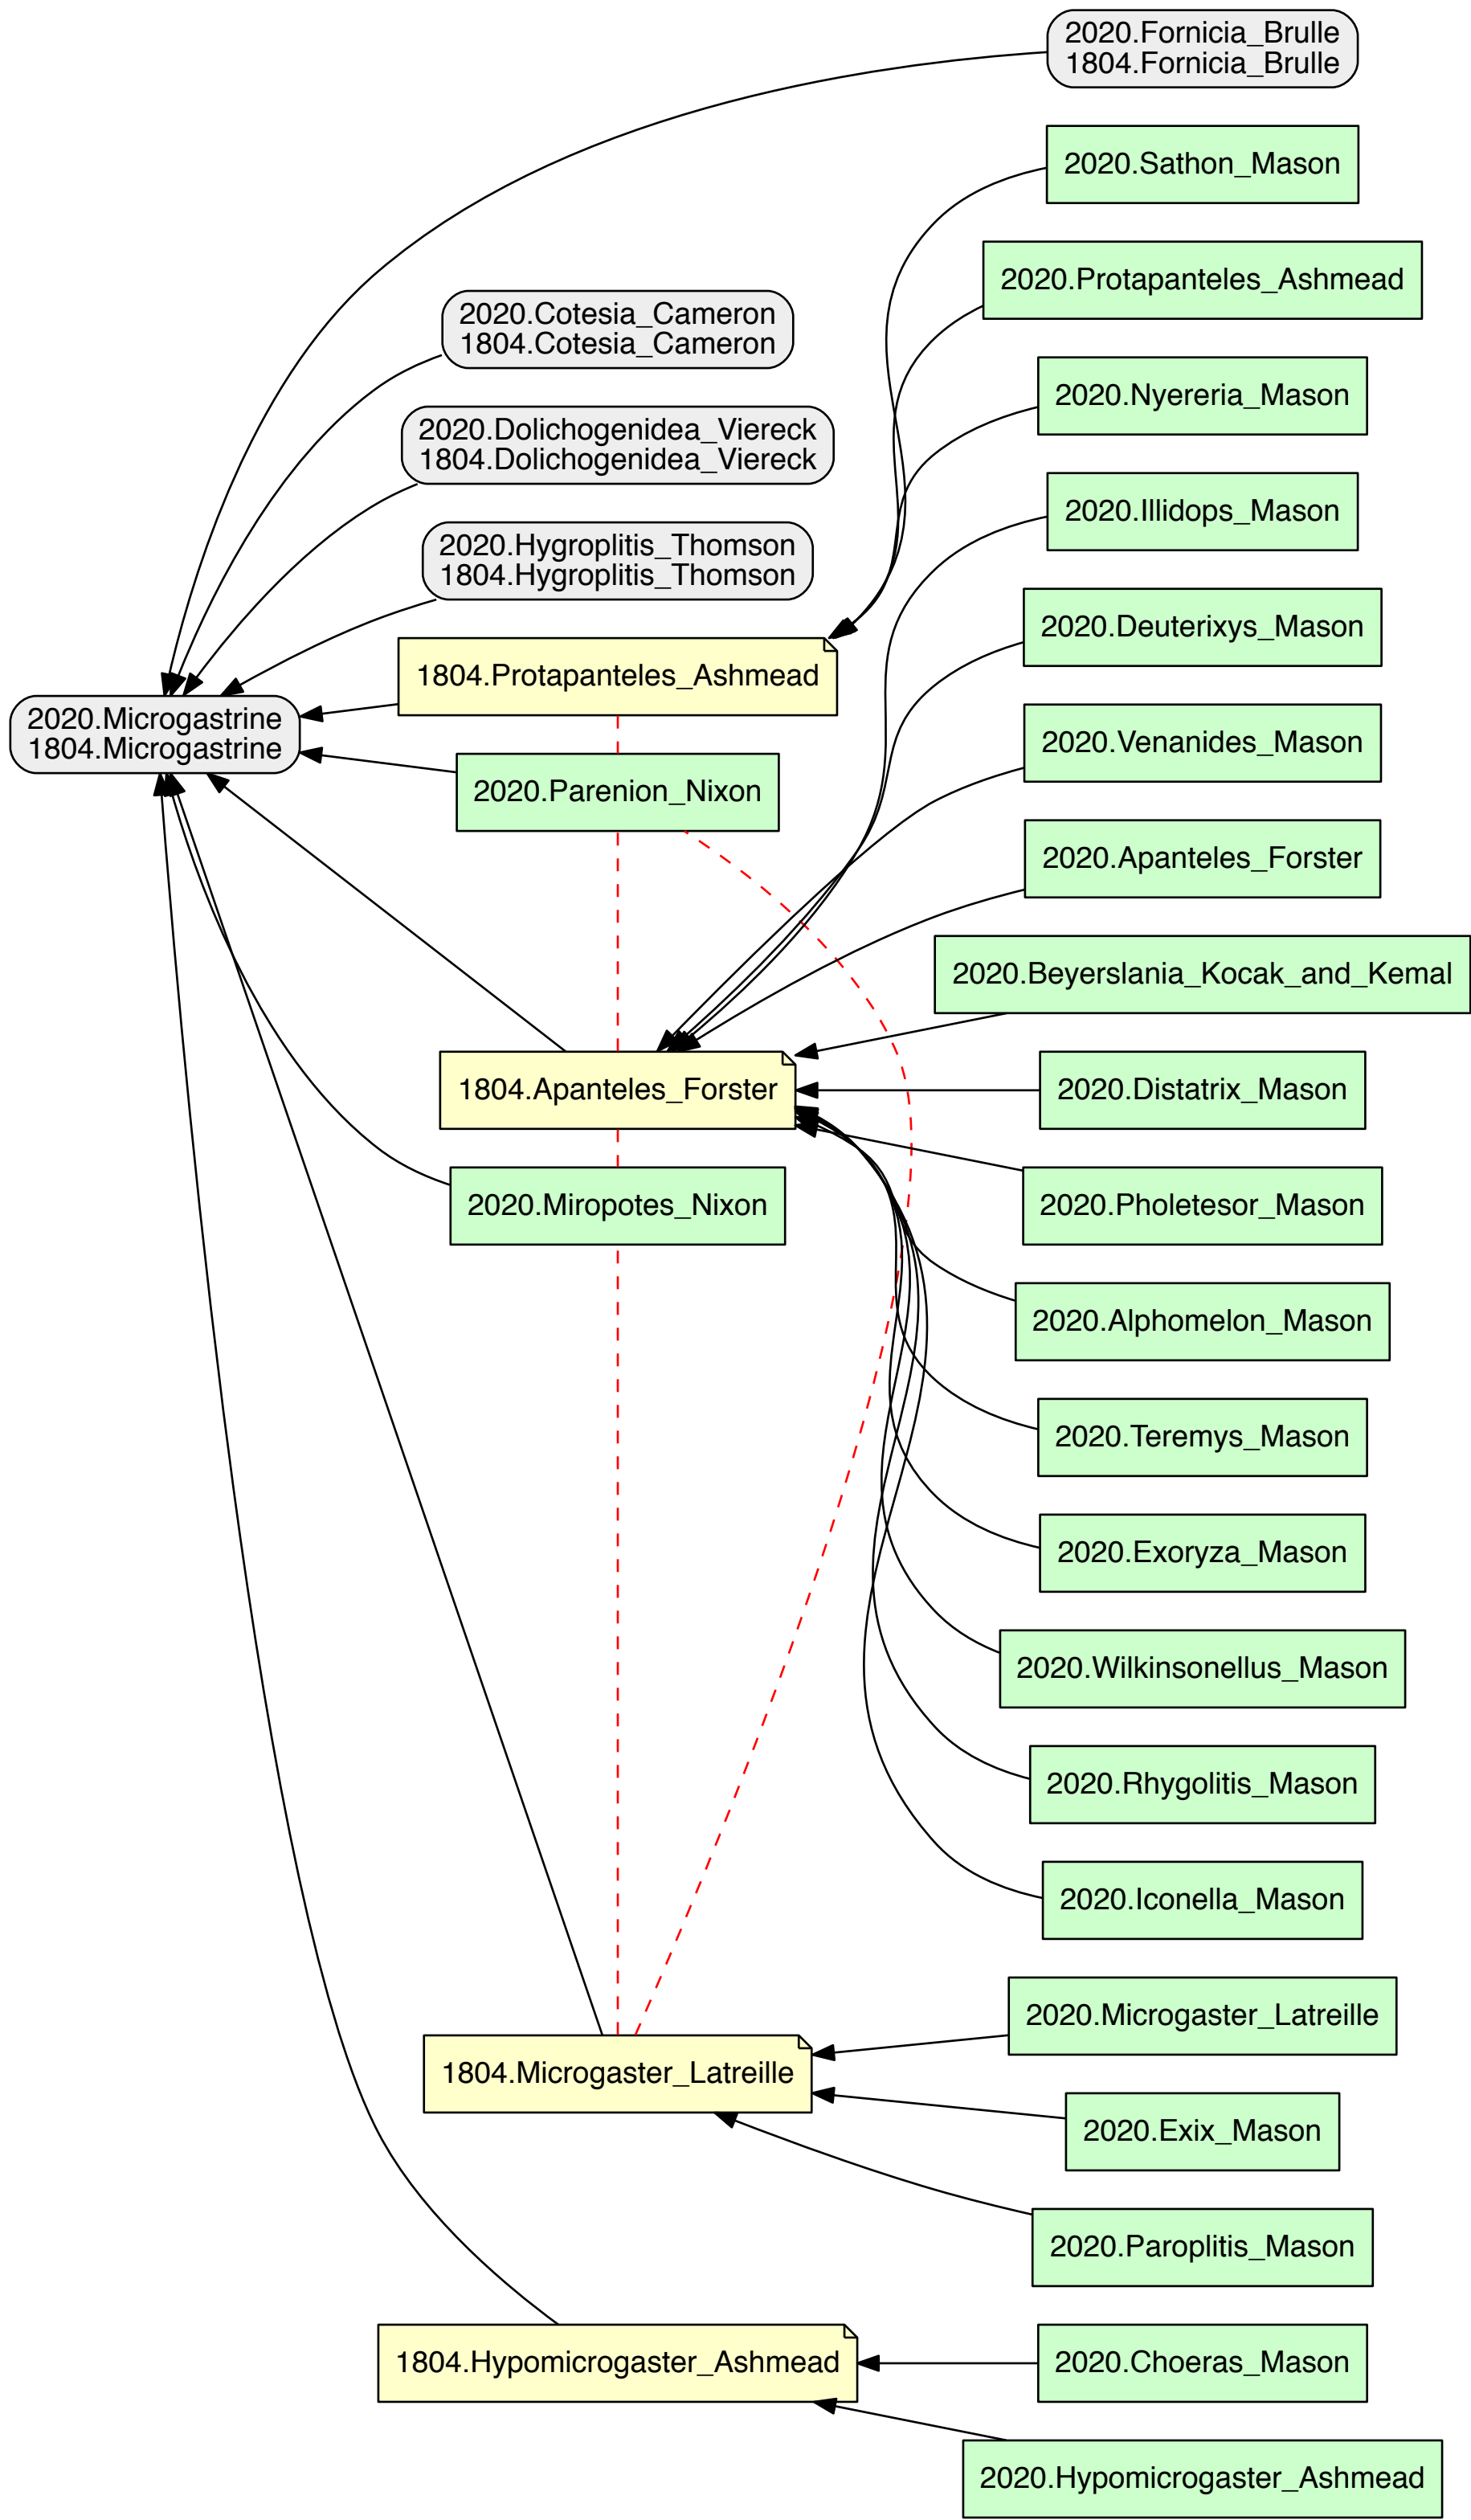 2020.Fornicia_Brulle
1804.Fornicia_Brulle
2020.Sathon_Mason
2020.Protapanteles_Ashmead
2020.Cotesia_Cameron
1804.Cotesia_Cameron
2020.Nyereria_Mason
2020.Dolichogenidea_Viereck
1804.Dolichogenidea_Viereck
2020.Illidops_Mason
2020.Hygroplitis_Thomson
1804.Hygroplitis_Thomson
2020.Deuterixys_Mason
1804.Protapanteles_Ashmead
2020.Microgastrine
1804.Microgastrine
2020.Venanides_Mason
2020.Parenion_Nixon
2020.Apanteles_Forster
2020.Beyerslania_Kocak_and_Kemal
1804.Apanteles_Forster
2020.Distatrix_Mason
2020.Miropotes_Nixon
2020.Pholetesor_Mason
2020.Alphomelon_Mason
2020.Teremys_Mason
2020.Exoryza_Mason
2020.Wilkinsonellus_Mason
2020.Rhygolitis_Mason
2020.Iconella_Mason
2020.Microgaster_Latreille
1804.Microgaster_Latreille
2020.Exix_Mason
2020.Paroplitis_Mason
1804.Hypomicrogaster_Ashmead
2020.Choeras_Mason
2020.Hypomicrogaster_Ashmead